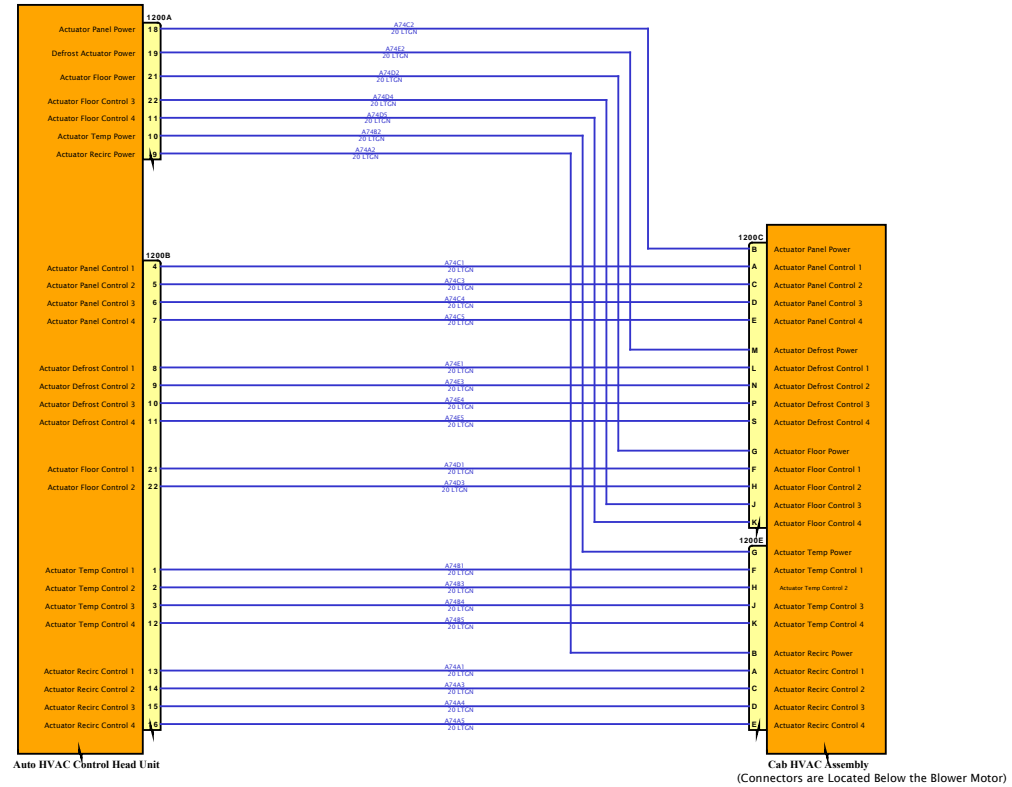 1200A
Actuator Panel Power 18 A74C2
20 LTGN
Defrost Actuator Power 19 A74E2
20 LTGN
Actuator Floor Power 21 A74D2
20 LTGN
Actuator Floor Control 3 22 A74D4
20 LTGN
Actuator Floor Control 4 11 A74D5
20 LTGN
Actuator Temp Power 10 A74B2
20 LTGN
Actuator Recirc Power 9 A74A2
20 LTGN
1200C
B Actuator Panel Power
1200B
Actuator Panel Control 1 4 A74C1 A Actuator Panel Control 1
20 LTGN
Actuator Panel Control 2 5 A74C3 C Actuator Panel Control 2
20 LTGN
Actuator Panel Control 3 6 A74C4 D Actuator Panel Control 3
20 LTGN
Actuator Panel Control 4 7 A74C5 E Actuator Panel Control 4
20 LTGN
M Actuator Defrost Power
Actuator Defrost Control 1 8 A74E1 L Actuator Defrost Control 1
20 LTGN
Actuator Defrost Control 2 9 A74E3 N Actuator Defrost Control 2
20 LTGN
Actuator Defrost Control 3 10 A74E4 P Actuator Defrost Control 3
20 LTGN
Actuator Defrost Control 4 11 A74E5 S Actuator Defrost Control 4
20 LTGN
G Actuator Floor Power
Actuator Floor Control 1 21 A74D1 F Actuator Floor Control 1
20 LTGN
Actuator Floor Control 2 22 A74D3 H Actuator Floor Control 2
20 LTGN
J Actuator Floor Control 3
K Actuator Floor Control 4
1200E
G Actuator Temp Power
Actuator Temp Control 1 1 A74B1 F Actuator Temp Control 1
20 LTGN
Actuator Temp Control 2 2 A74B3 H Actuator Temp Control 2
20 LTGN
Actuator Temp Control 3 3 A74B4 J Actuator Temp Control 3
20 LTGN
Actuator Temp Control 4 12 A74B5 K Actuator Temp Control 4
20 LTGN
B Actuator Recirc Power
Actuator Recirc Control 1 13 A74A1 A Actuator Recirc Control 1
20 LTGN
Actuator Recirc Control 2 14 A74A3 C Actuator Recirc Control 2
20 LTGN
Actuator Recirc Control 3 15 A74A4 D Actuator Recirc Control 3
20 LTGN
Actuator Recirc Control 4 16 A74A5 E Actuator Recirc Control 4
20 LTGN
Auto HVAC Control Head Unit
Cab HVAC Assembly
(Connectors are Located Below the Blower Motor)